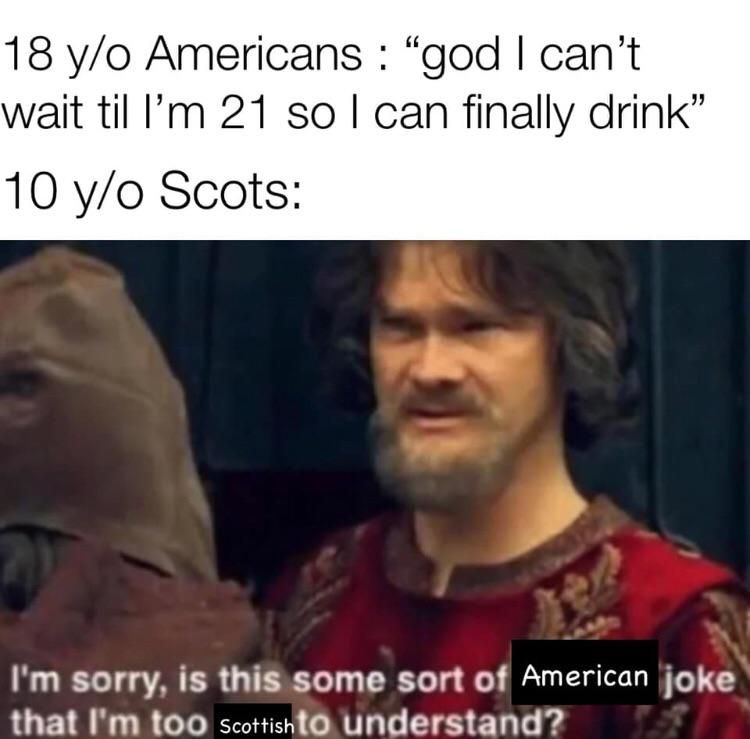 18 y/o Americans : “god I can’t
wait til I’m 21 so I can finally drink”
10 y/o Scots:
I'm sorry, is this some sort of American joke
that I'm too Scottish to understand?